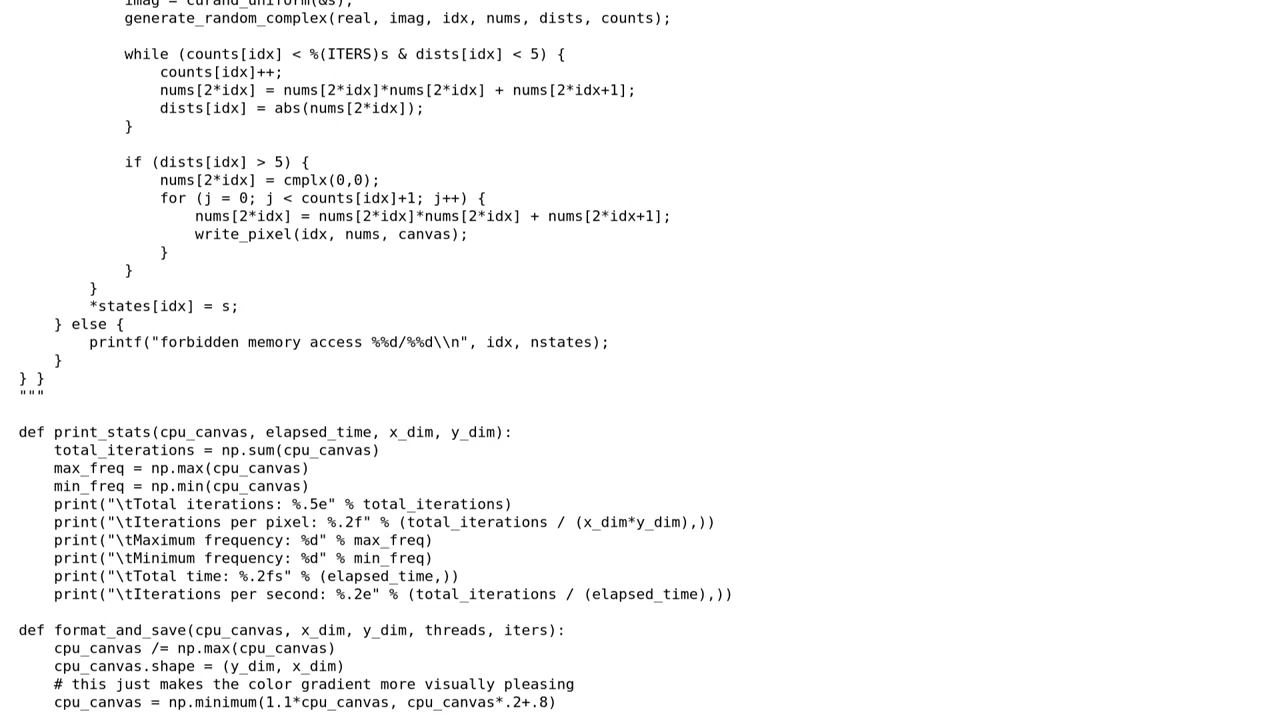 imag = curand_uniform(&s);
generate_random_complex(real, imag, idx, nums, dists, counts);
while (counts[idx] < %(ITERS)s & dists[idx] < 5) {
counts[idx]++;
nums[2*idx] = nums[2*idx]*nums[2*idx] + nums[2*idx+1];
dists[idx] = abs(nums[2*idx]);
}
if (dists[idx] > 5) {
nums[2*idx] = cmplx(0,0);
for (j = 0; j < counts[idx]+1; j++) {
nums[2*idx] = nums[2*idx]*nums[2*idx] + nums[2*idx+1];
write_pixel(idx, nums, canvas);
}
}
}
*states[idx] = s;
} else {
printf("forbidden memory access %%d/%%d\\n", idx, nstates);
}
} }
"""
def print_stats(cpu_canvas, elapsed_time, x_dim, y_dim):
total_iterations = np.sum(cpu_canvas)
max_freq = np.max(cpu_canvas)
min_freq = np.min(cpu_canvas)
print("\tTotal iterations: %.5e" % total_iterations)
print("\tIterations per pixel: %.2f" % (total_iterations / (x_dim*y_dim),))
print("\tMaximum frequency: %d" % max_freq)
print("\tMinimum frequency: %d" % min_freq)
print("\tTotal time: %.2fs" % (elapsed_time,))
print("\tIterations per second: %.2e" % (total_iterations / (elapsed_time),))
def format_and_save(cpu_canvas, x_dim, y_dim, threads, iters):
cpu_canvas /= np.max(cpu_canvas)
cpu_canvas.shape = (y_dim, x_dim)
# this just makes the color gradient more visually pleasing
cpu_canvas = np.minimum(1.1*cpu_canvas, cpu_canvas*.2+.8)